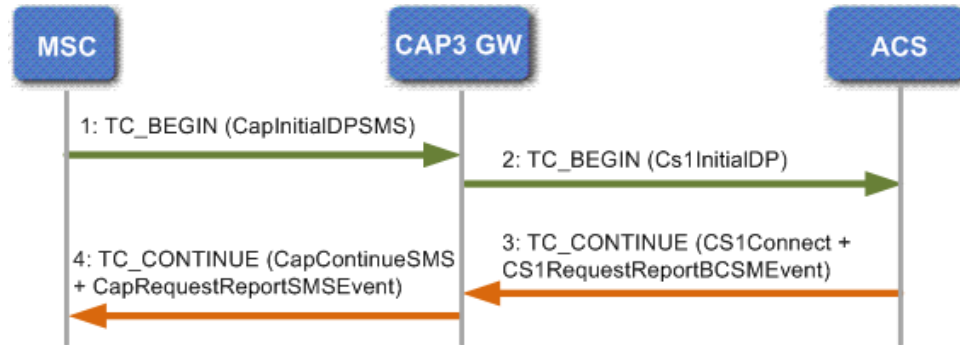 MSC
CAP3 GW
ACS
1: TC_BEGIN (CapInitialDPSMS)
2: TC_BEGIN (Cs1InitialDP)
3: TC_CONTINUE (CS1Connect +
CS1RequestReportBCSMEvent)
4: TC_CONTINUE (CapContinueSMS
+ CapRequestReportSMSEvent)